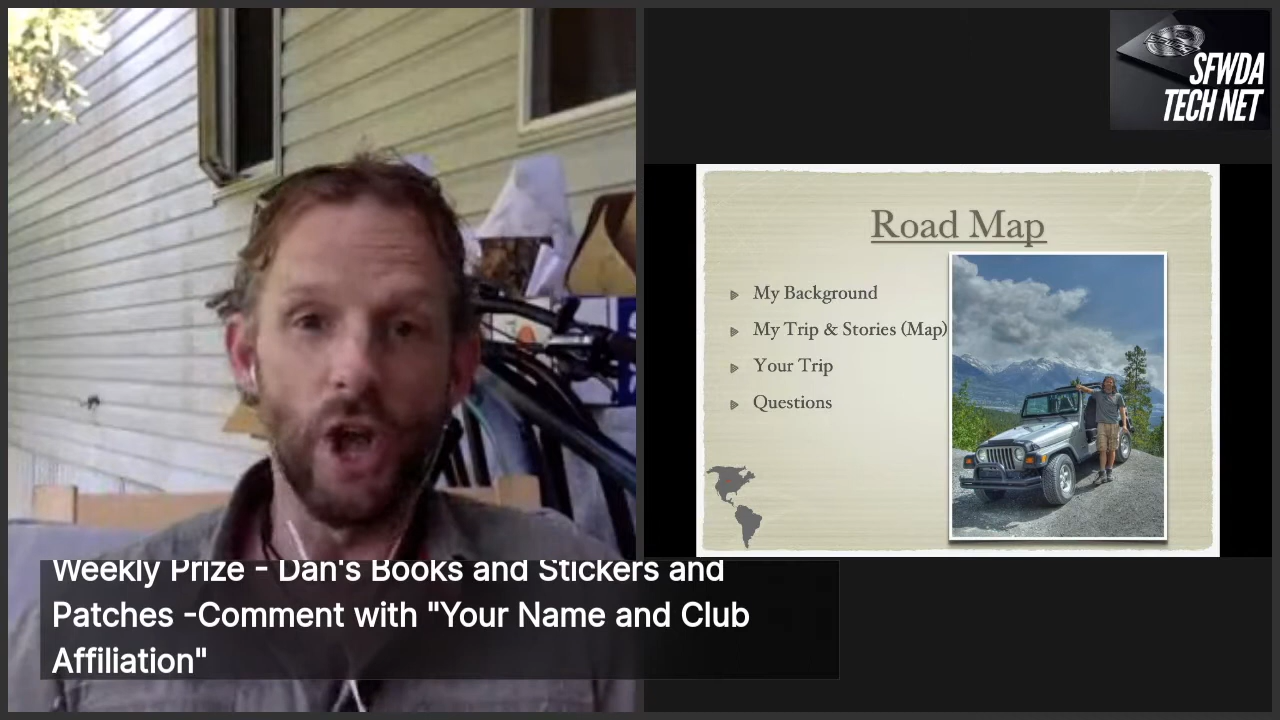 SFWDA
TECH NET
Road Map
My Background
My Trip & Stories (Map)
Your Trip
Questions
Weekly Prize - Dan's Books and Stickers and
Patches -Comment with "Your Name and Club
Affiliation"